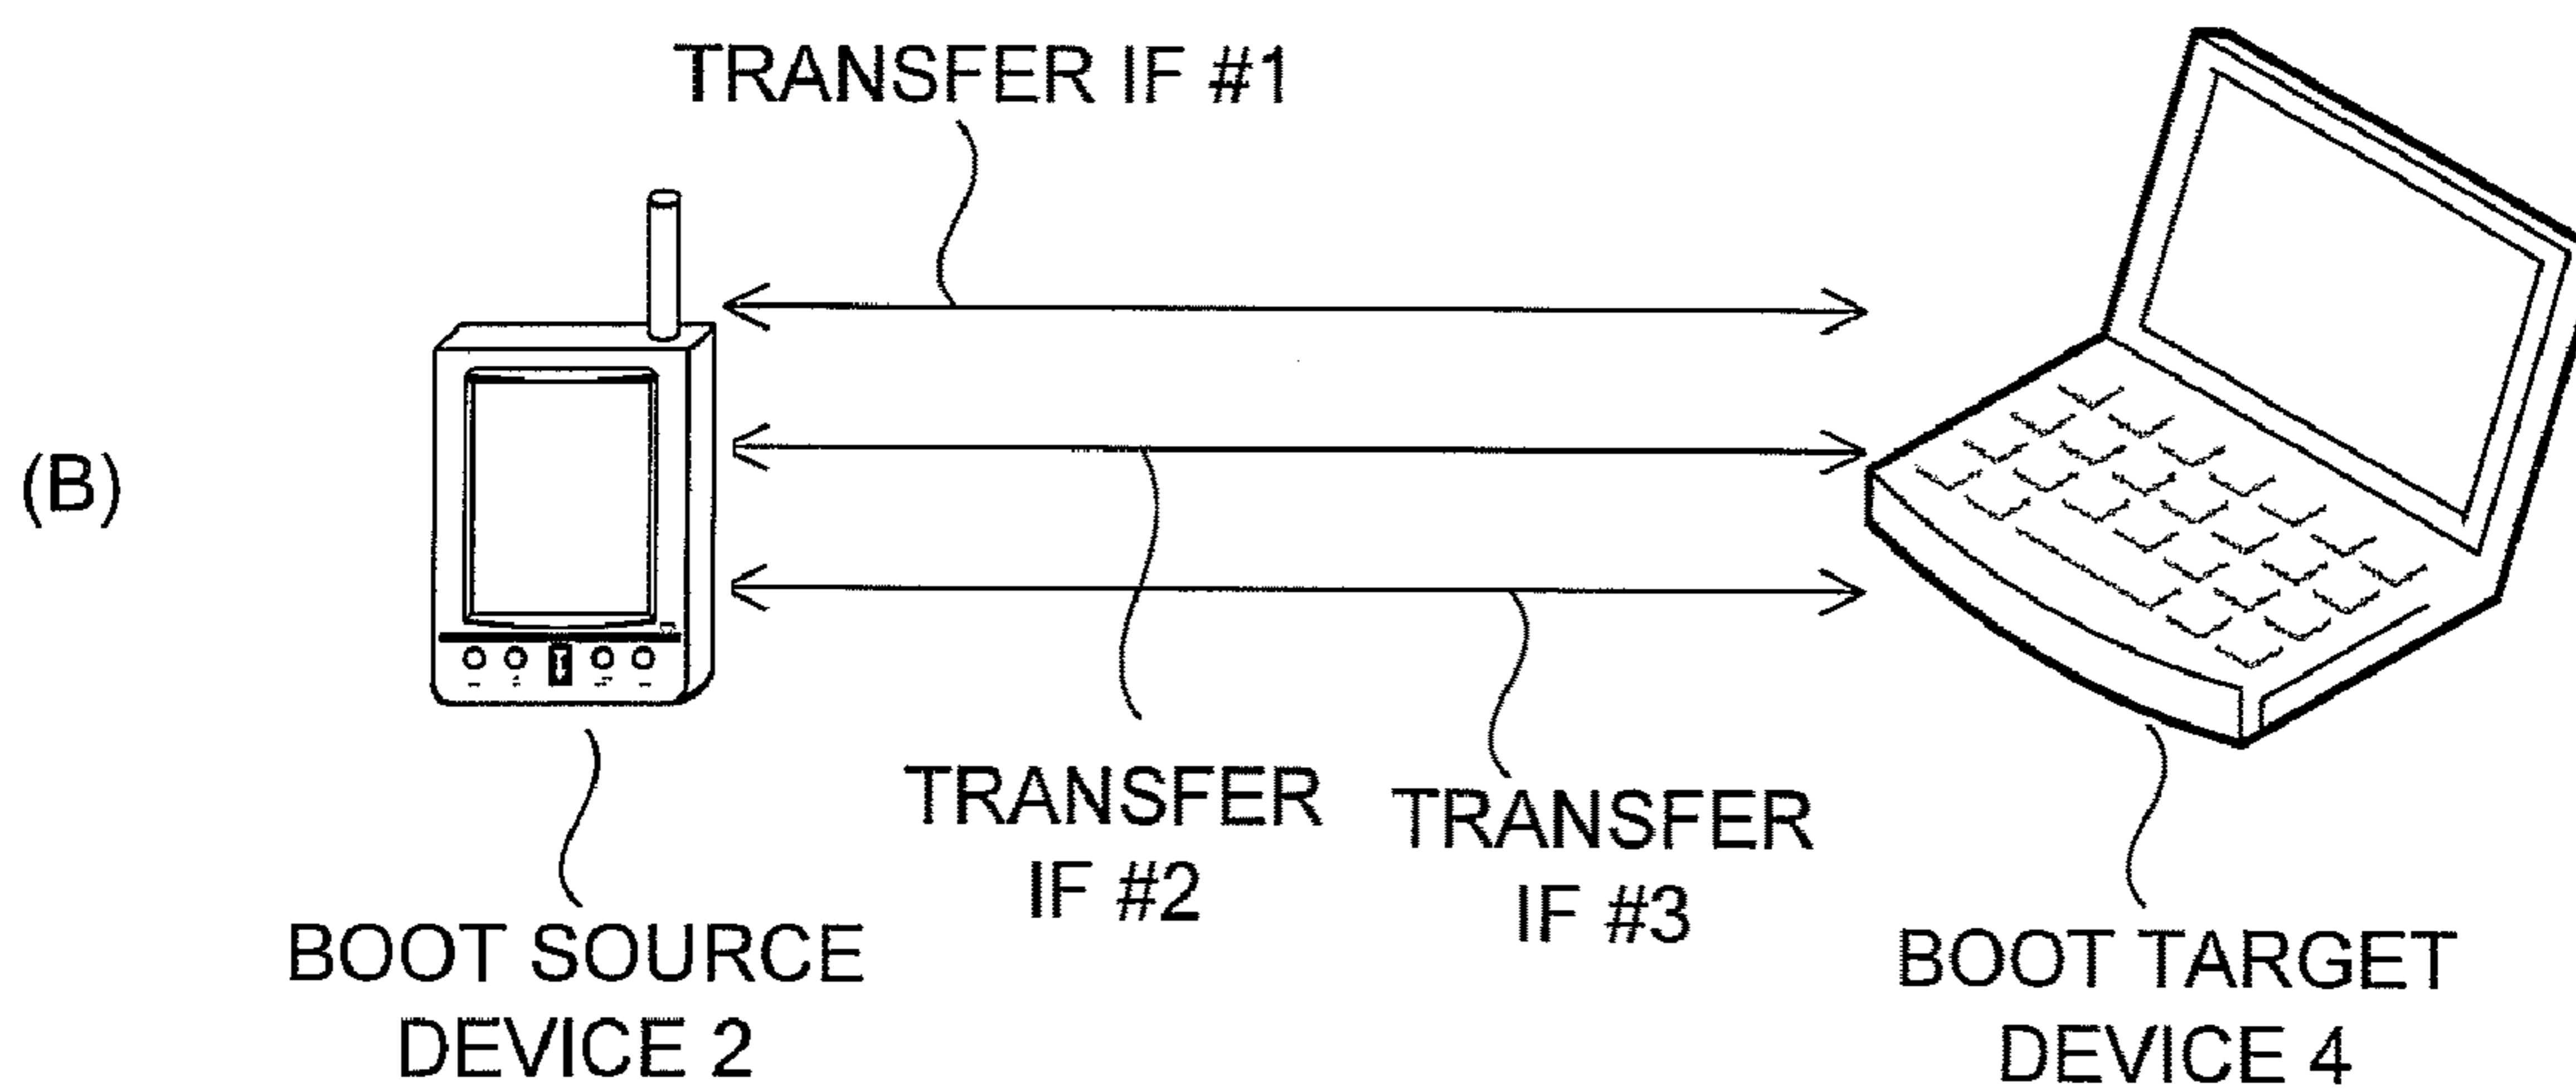 TRANSFER IF #1
(B)
TRANSFER
IF #2
TRANSFER
IF #3
BOOT SOURCE
DEVICE 2
BOOT TARGET
DEVICE 4